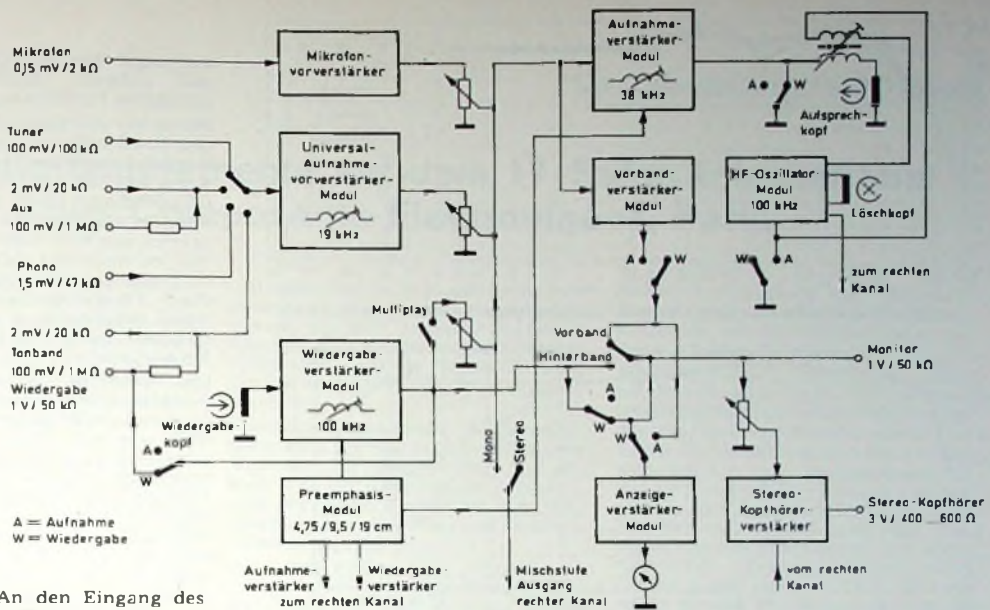 Mikrofon
0,15 mV/2 kΩ
Tuner
100 mV/100 kΩ
2 mV/20 kΩ
Aux
100 mV/1 MΩ
Phono
1,5 mV/47 kΩ
2 mV/20 kΩ
Tonband
100 mV/1 MΩ
Wiedergabe
1 V/50 kΩ
A = Aufnahme
W = Wiedergabe
An den Eingang des
Mikrofon-
vorverstärker
Universal-
Aufnahme-
vorverstärker-
Modul
19 kHz
Multiplay
Wiedergabe-
verstärker-
Modul
100 kHz
Wiedergabe-
kopf
A
W
Preemphasis-
Modul
4,75/9,5/19 cm
Aufnahme-
verstärker
Wiedergabe-
verstärker
zum rechten Kanal
Mono
Stereo
Mischstufe
Ausgang
rechter Kanal
Aufnahme-
verstärker-
Modul
38 kHz
A
W
Aufsprech-
kopf
Vorband-
verstärker-
Modul
HF-Oszillator-
Modul
100 kHz
Löschkopf
A
W
W
A
zum rechten
Kanal
Vorband
Hinterband
A
W
W
A
Monitor
1 V/50 kΩ
Anzeige-
verstärker-
Modul
Stereo-
Kopfhörer-
verstärker
Stereo-Kopfhörer
3 V/400...600 Ω
vom rechten
Kanal